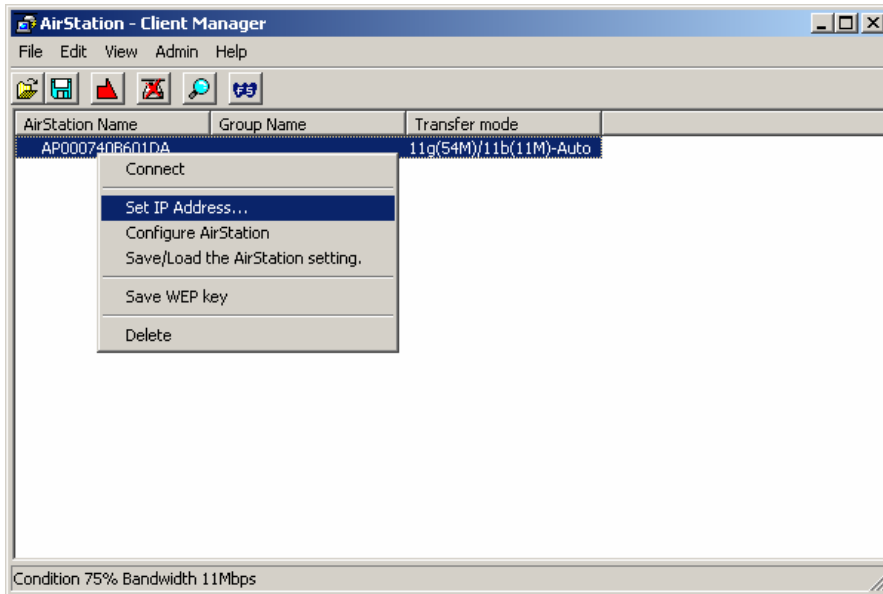 AirStation - Client Manager
File Edit View Admin Help
AirStation Name Group Name Transfer mode
AP000740B601DA 11g(54M)/11b(11M)-Auto
Connect
Set IP Address...
Configure AirStation
Save/Load the AirStation setting.
Save WEP key
Delete
Condition 75% Bandwidth 11Mbps